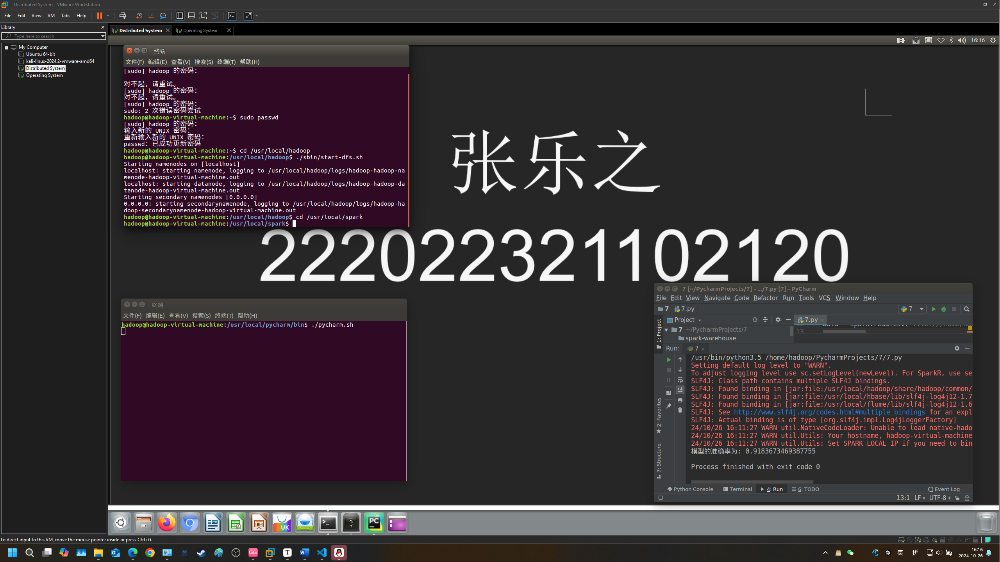 Distributed System - VMware Workstation
File Edit View VM Tabs Help
Library
Type here to search
My Computer
Ubuntu 64-bit
kali-linux-2024.2-vmware-amd64
Distributed System
Operating System
Distributed System
Operating System
16:16
终端
文件(F) 编辑(E) 查看(V) 搜索(S) 终端(T) 帮助(H)
[sudo] hadoop 的密码：
对不起，请重试。
[sudo] hadoop 的密码：
对不起，请重试。
[sudo] hadoop 的密码：
sudo: 2 次错误密码尝试
hadoop@hadoop-virtual-machine:~$ sudo passwd
[sudo] hadoop 的密码：
输入新的 UNIX 密码：
重新输入新的 UNIX 密码：
passwd：已成功更新密码
hadoop@hadoop-virtual-machine:~$ cd /usr/local/hadoop
hadoop@hadoop-virtual-machine:/usr/local/hadoop$ ./sbin/start-dfs.sh
Starting namenodes on [localhost]
localhost: starting namenode, logging to /usr/local/hadoop/logs/hadoop-hadoop-na
menode-hadoop-virtual-machine.out
localhost: starting datanode, logging to /usr/local/hadoop/logs/hadoop-hadoop-da
tanode-hadoop-virtual-machine.out
Starting secondary namenodes [0.0.0.0]
0.0.0.0: starting secondarynamenode, logging to /usr/local/hadoop/logs/hadoop-ha
doop-secondarynamenode-hadoop-virtual-machine.out
hadoop@hadoop-virtual-machine:/usr/local/hadoop$ cd /usr/local/spark
hadoop@hadoop-virtual-machine:/usr/local/spark$
张乐之
222022321102120
终端
文件(F) 编辑(E) 查看(V) 搜索(S) 终端(T) 帮助(H)
hadoop@hadoop-virtual-machine:/usr/local/pycharm/bin$ ./pycharm.sh
7 [~/PycharmProjects/7] - .../7.py [7] - PyCharm
File Edit View Navigate Code Refactor Run Tools VCS Window Help
7 7.py
7
Project
7.py
1: Project
7 ~/PycharmProjects/7
13
spark-warehouse
Run: 7
/usr/bin/python3.5 /home/hadoop/PycharmProjects/7/7.py
Setting default log level to "WARN".
To adjust logging level use sc.setLogLevel(newLevel). For SparkR, use se
SLF4J: Class path contains multiple SLF4J bindings.
SLF4J: Found binding in [jar:file:/usr/local/hadoop/share/hadoop/common/
SLF4J: Found binding in [jar:file:/usr/local/hbase/lib/slf4j-log4j12-1.7
SLF4J: Found binding in [jar:file:/usr/local/flume/lib/slf4j-log4j12-1.6
SLF4J: See http://www.slf4j.org/codes.html#multiple_bindings for an expl
SLF4J: Actual binding is of type [org.slf4j.impl.Log4jLoggerFactory]
24/10/26 16:11:27 WARN util.NativeCodeLoader: Unable to load native-hado
24/10/26 16:11:27 WARN util.Utils: Your hostname, hadoop-virtual-machine
24/10/26 16:11:27 WARN util.Utils: Set SPARK_LOCAL_IP if you need to bin
模型的准确率为: 0.9183673469387755
Process finished with exit code 0
2: Favorites
7: Structure
Python Console Terminal 4: Run 6: TODO Event Log
13:1 LF UTF-8
UK
PC
To direct input to this VM, move the mouse pointer inside or press Ctrl+G.
英 拼
16:16
2024-10-26